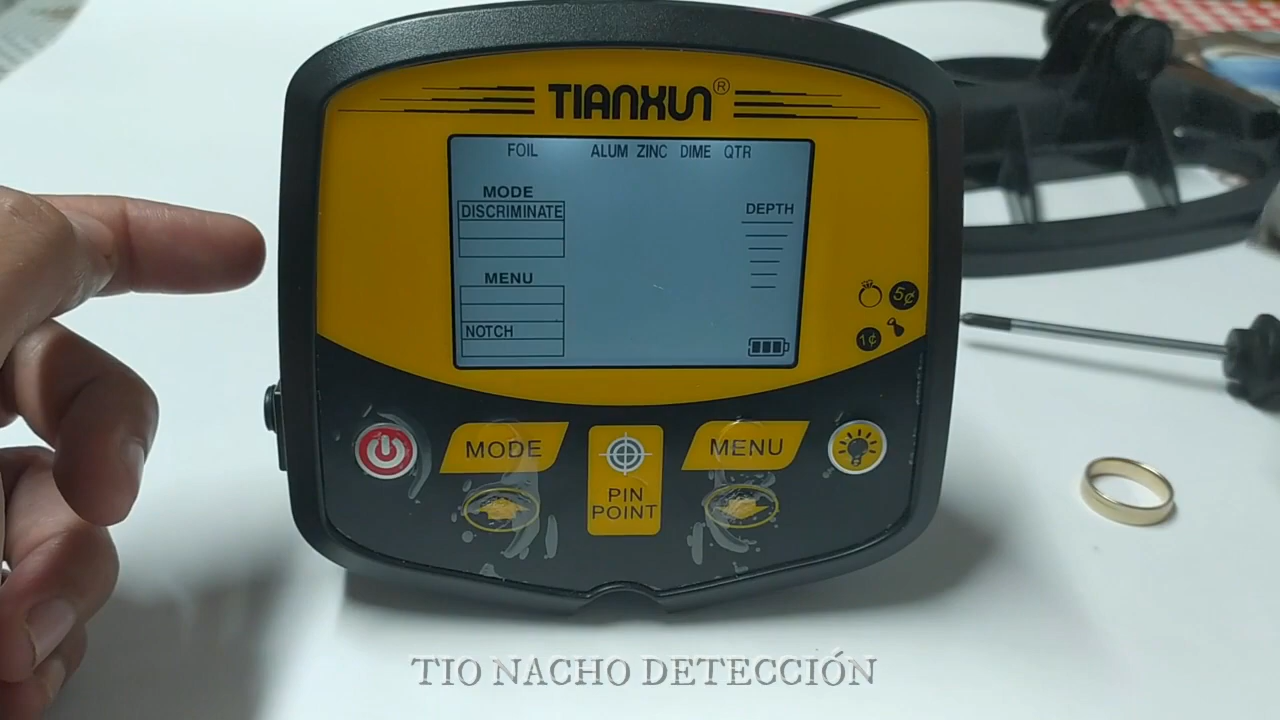 TIANXUN®
FOIL ALUM ZINC DIME QTR
MODE
DISCRIMINATE
DEPTH
MENU
NOTCH
5¢
1¢
MODE
PIN
POINT
MENU
TIO NACHO DETECCIÓN